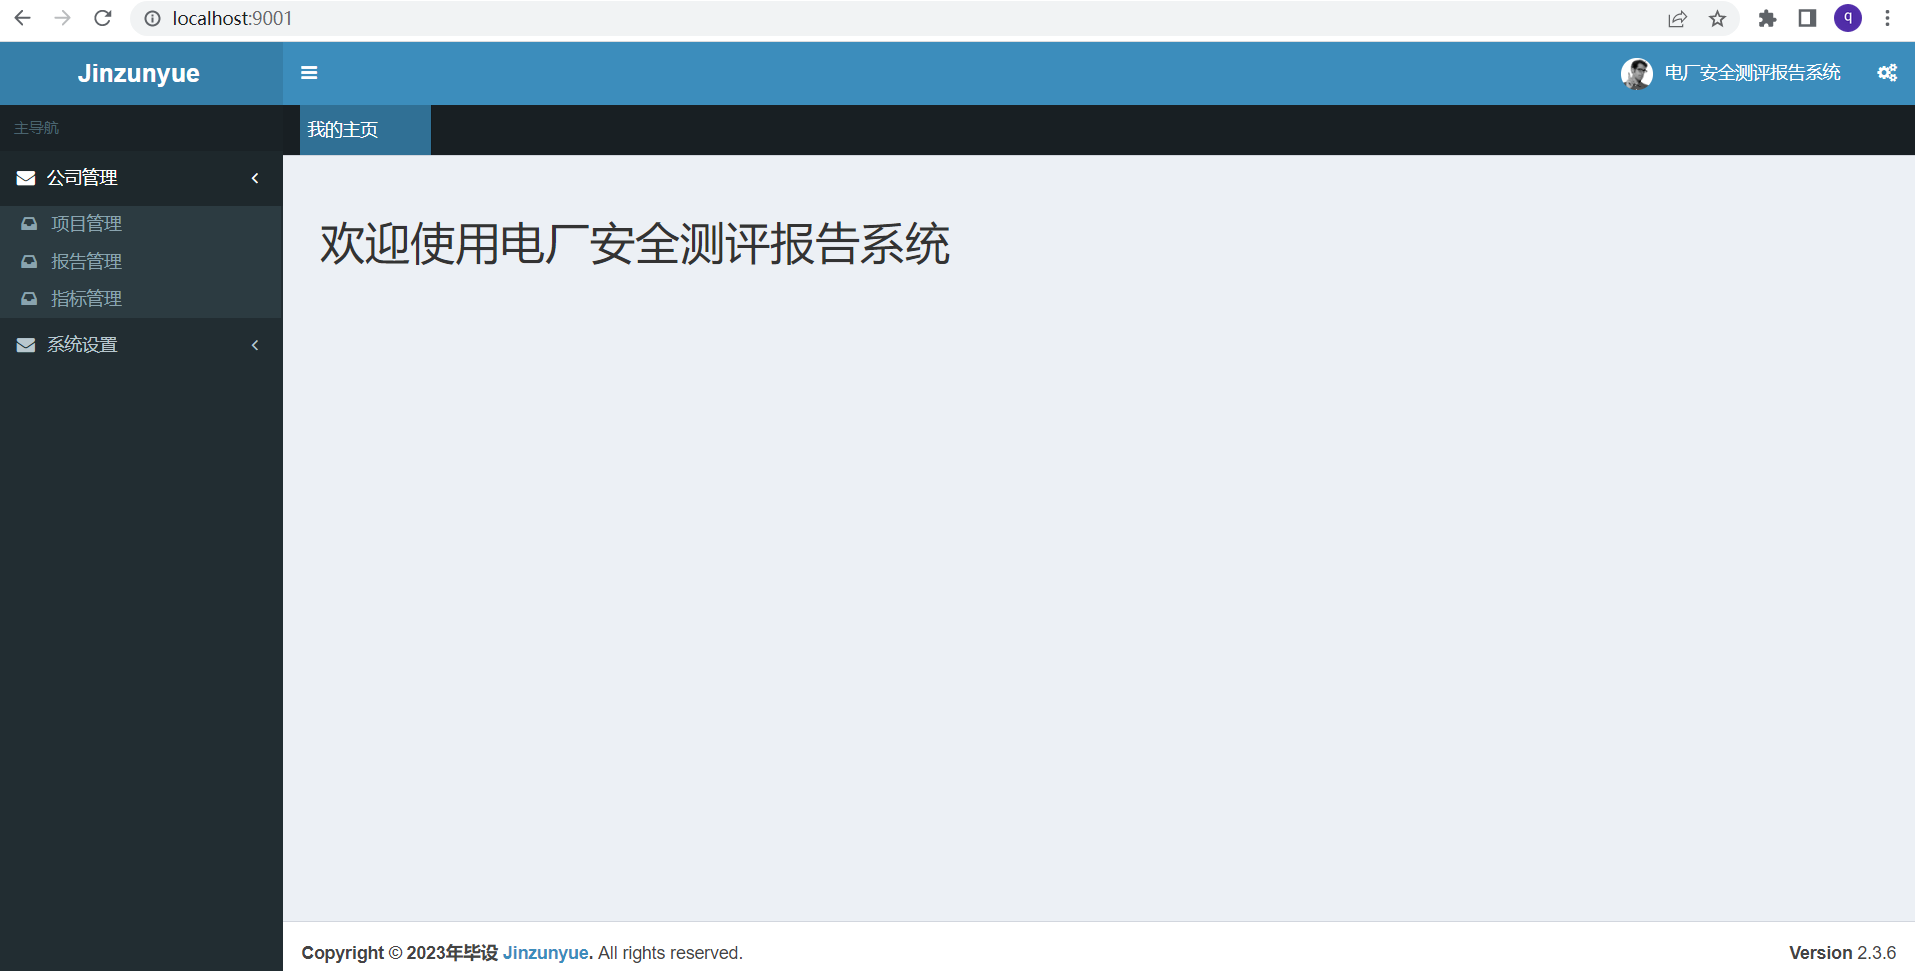 localhost:9001
q
Jinzunyue
电厂安全测评报告系统
主导航
我的主页
公司管理
项目管理
报告管理
指标管理
系统设置
欢迎使用电厂安全测评报告系统
Copyright © 2023年毕设 Jinzunyue. All rights reserved.
Version 2.3.6